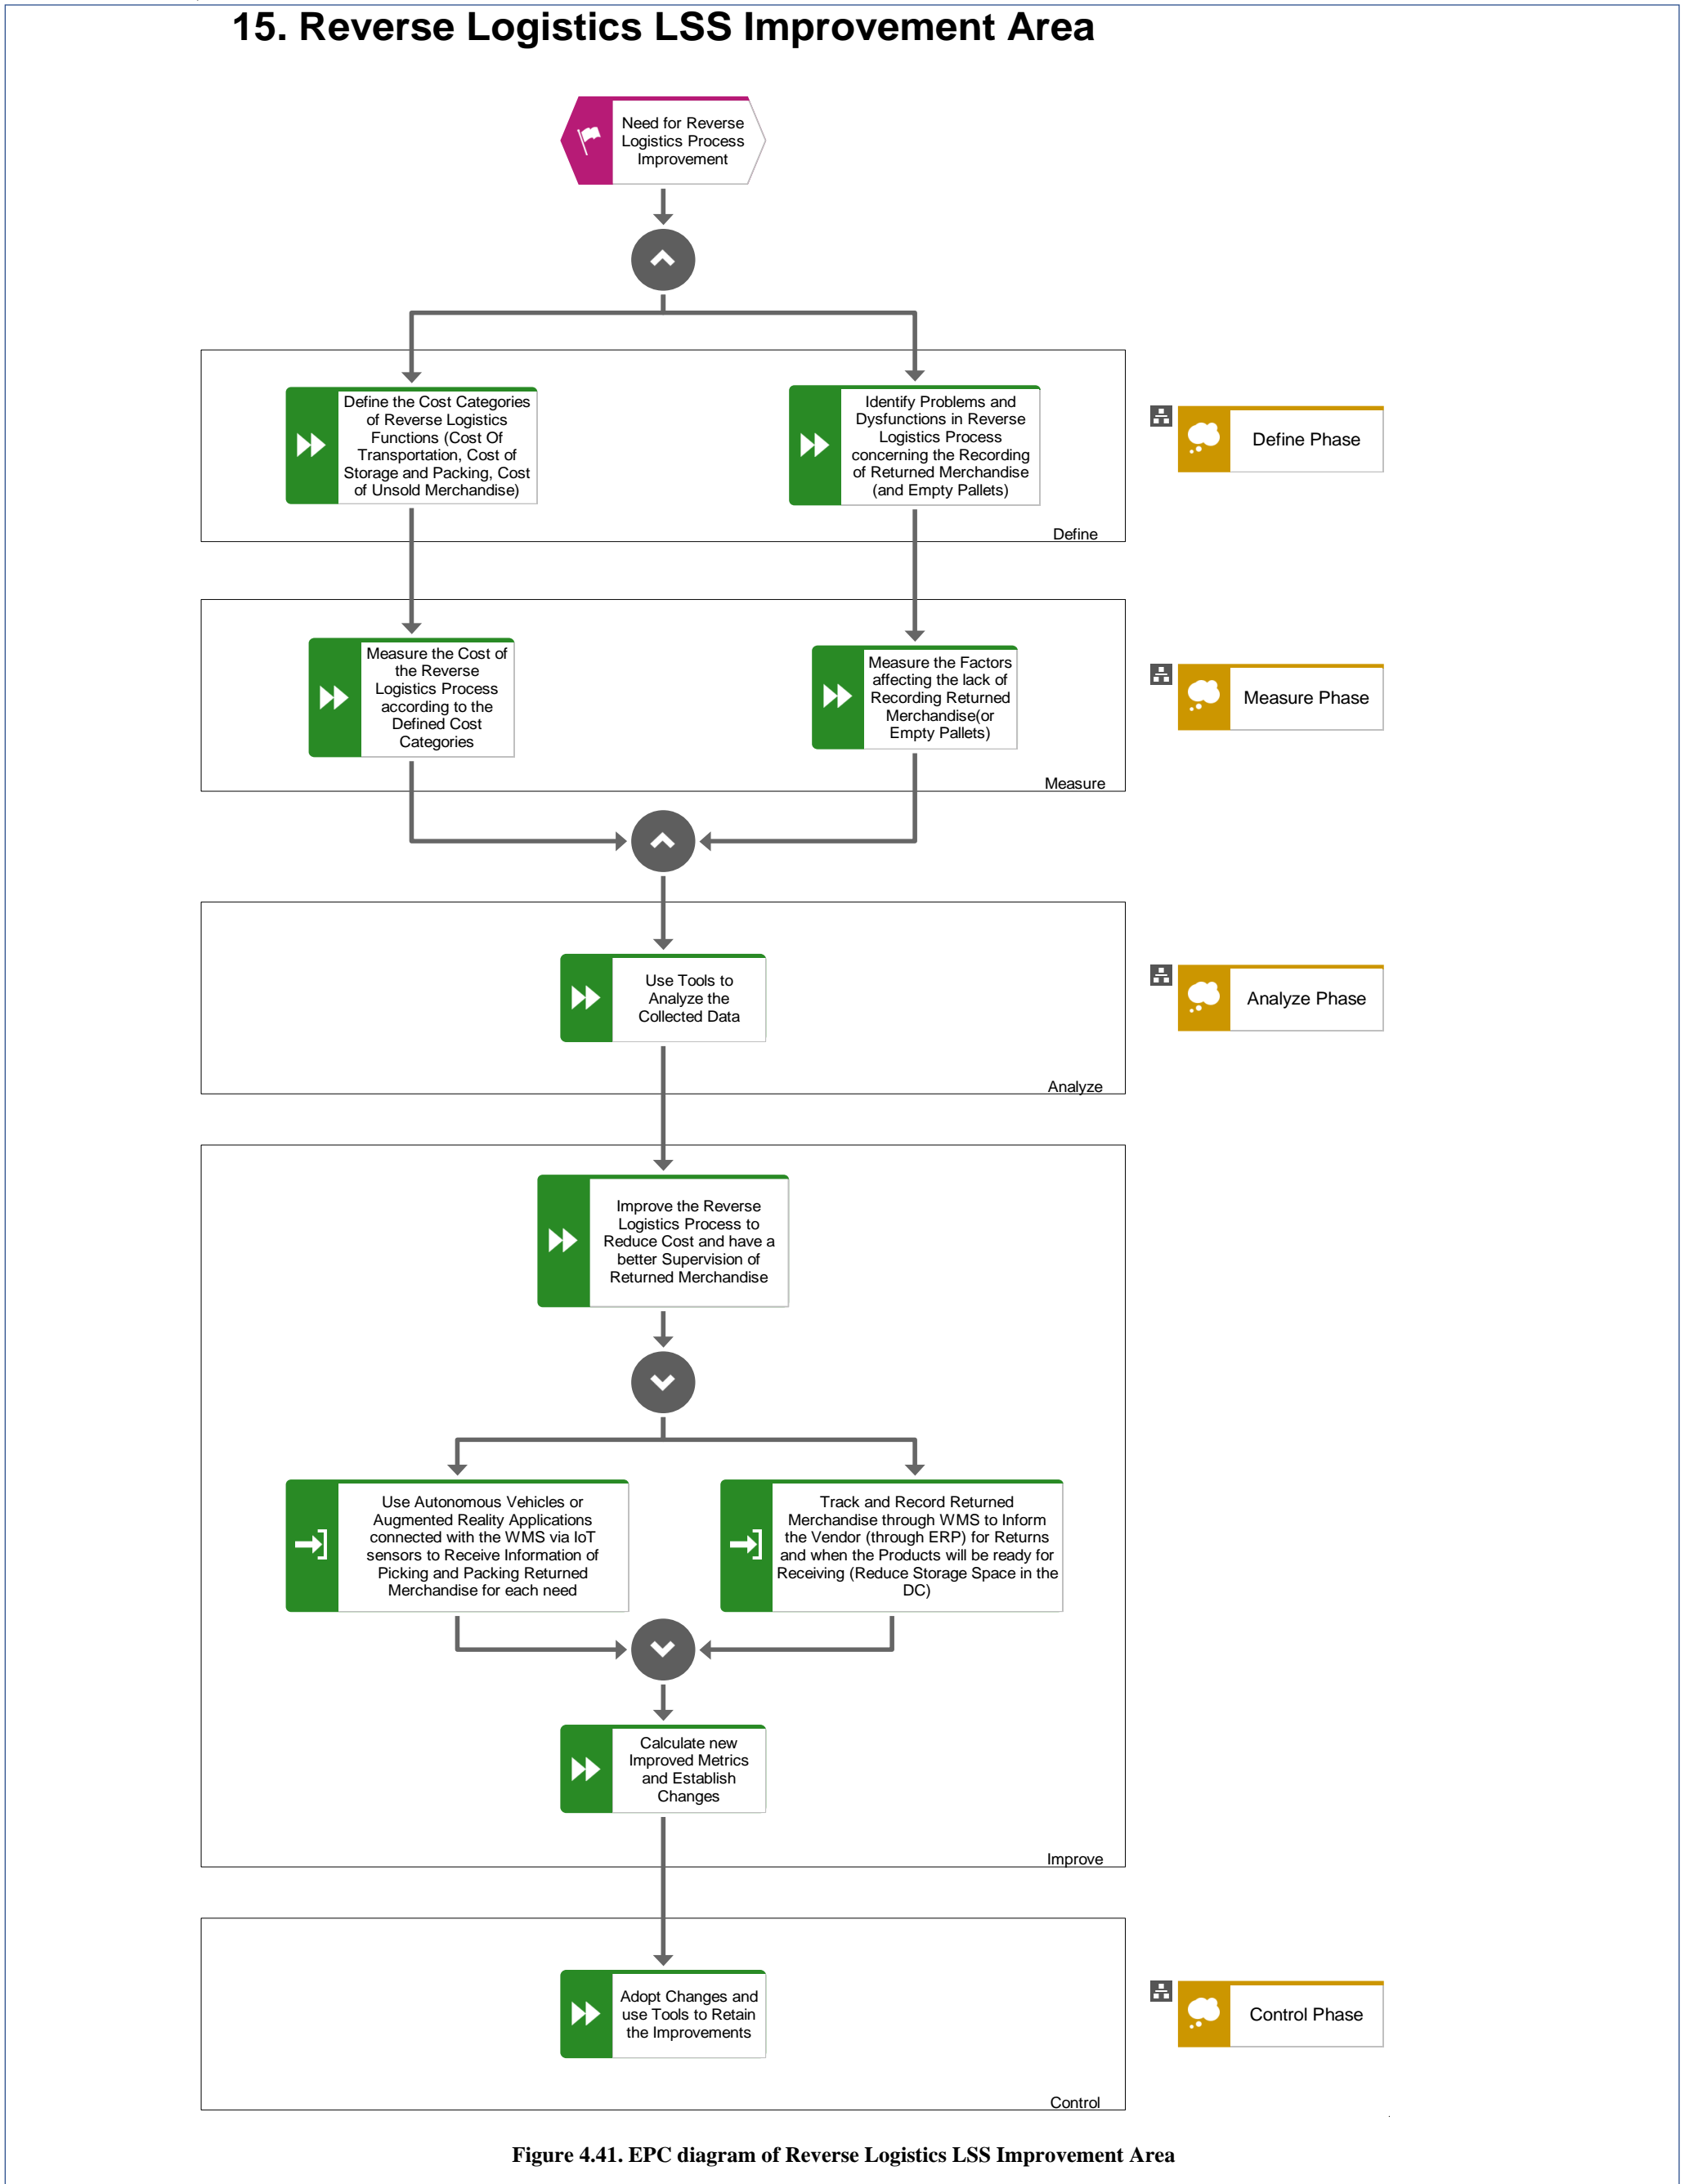 15. Reverse Logistics LSS Improvement Area
Need for Reverse
Logistics Process
Improvement
Define the Cost Categories
of Reverse Logistics
Functions (Cost Of
Transportation, Cost of
Storage and Packing, Cost
of Unsold Merchandise)
Identify Problems and
Dysfunctions in Reverse
Logistics Process
concerning the Recording
of Returned Merchandise
(and Empty Pallets)
Define Phase
Define
Measure the Cost of
the Reverse
Logistics Process
according to the
Defined Cost
Categories
Measure the Factors
affecting the lack of
Recording Returned
Merchandise(or
Empty Pallets)
Measure Phase
Measure
Use Tools to
Analyze the
Collected Data
Analyze Phase
Analyze
Improve the Reverse
Logistics Process to
Reduce Cost and have a
better Supervision of
Returned Merchandise
Use Autonomous Vehicles or
Augmented Reality Applications
connected with the WMS via IoT
sensors to Receive Information of
Picking and Packing Returned
Merchandise for each need
Track and Record Returned
Merchandise through WMS to Inform
the Vendor (through ERP) for Returns
and when the Products will be ready for
Receiving (Reduce Storage Space in the
DC)
Calculate new
Improved Metrics
and Establish
Changes
Improve
Adopt Changes and
use Tools to Retain
the Improvements
Control Phase
Control
Figure 4.41. EPC diagram of Reverse Logistics LSS Improvement Area